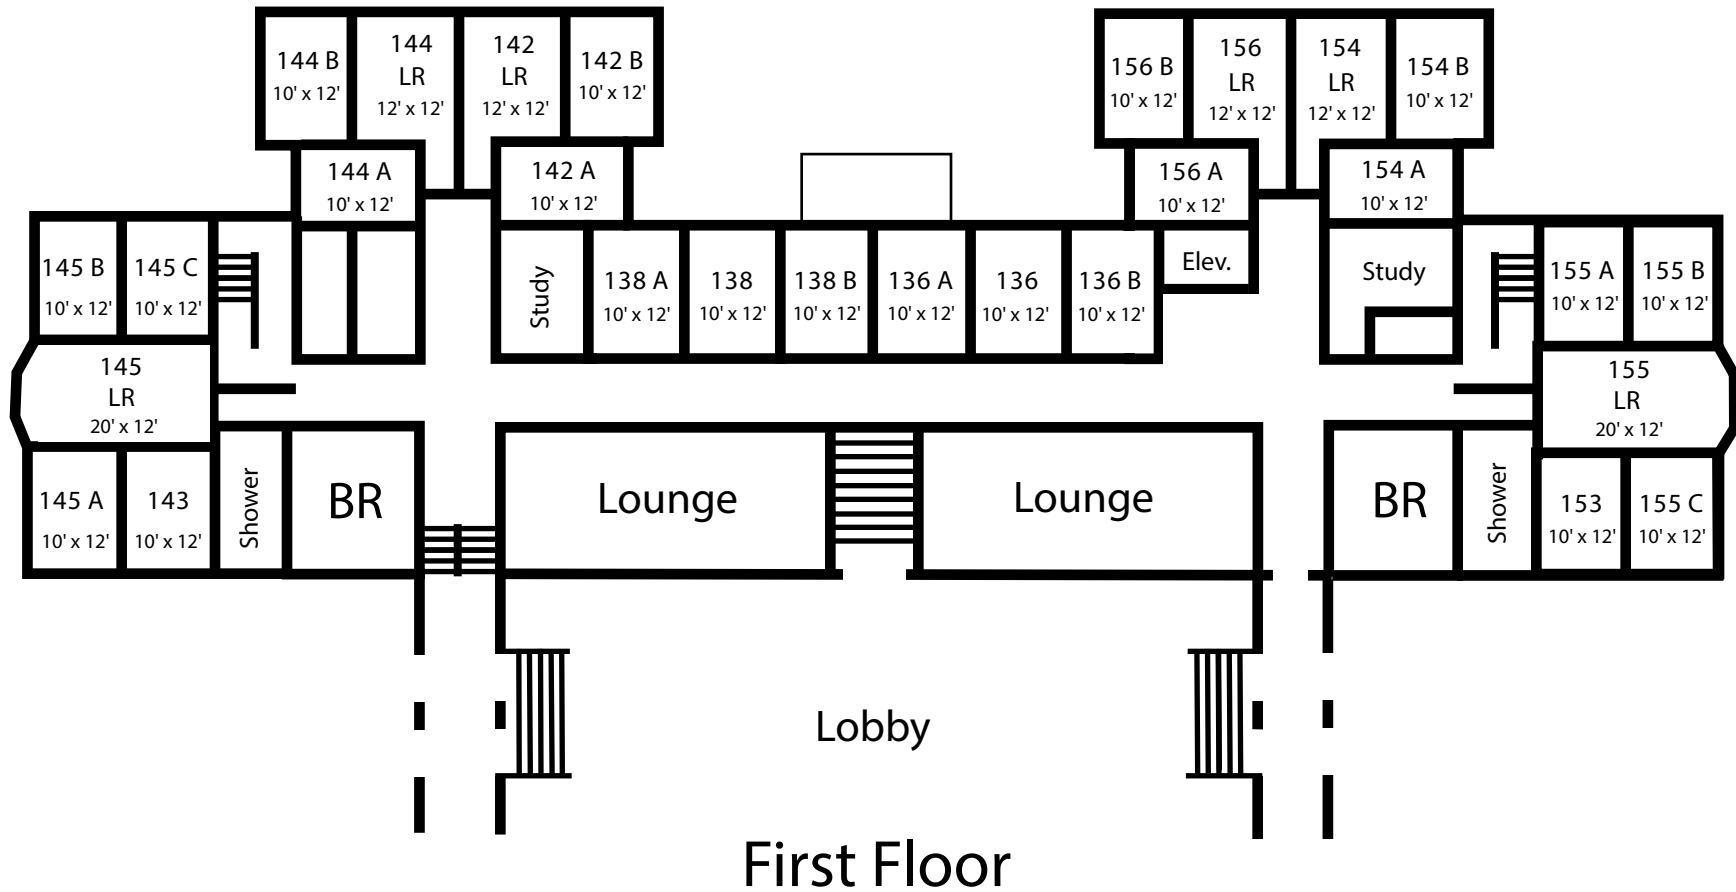 144 B
10' x 12'
144
LR
12' x 12'
142
LR
12' x 12'
142 B
10' x 12'
156 B
10' x 12'
156
LR
12' x 12'
154
LR
12' x 12'
154 B
10' x 12'
144 A
10' x 12'
142 A
10' x 12'
156 A
10' x 12'
154 A
10' x 12'
145 B
10' x 12'
145 C
10' x 12'
Study
138 A
10' x 12'
138
10' x 12'
138 B
10' x 12'
136 A
10' x 12'
136
10' x 12'
136 B
10' x 12'
Elev.
Study
155 A
10' x 12'
155 B
10' x 12'
145
LR
20' x 12'
155
LR
20' x 12'
145 A
10' x 12'
143
10' x 12'
Shower
BR
Lounge
Lounge
BR
Shower
153
10' x 12'
155 C
10' x 12'
Lobby
First Floor